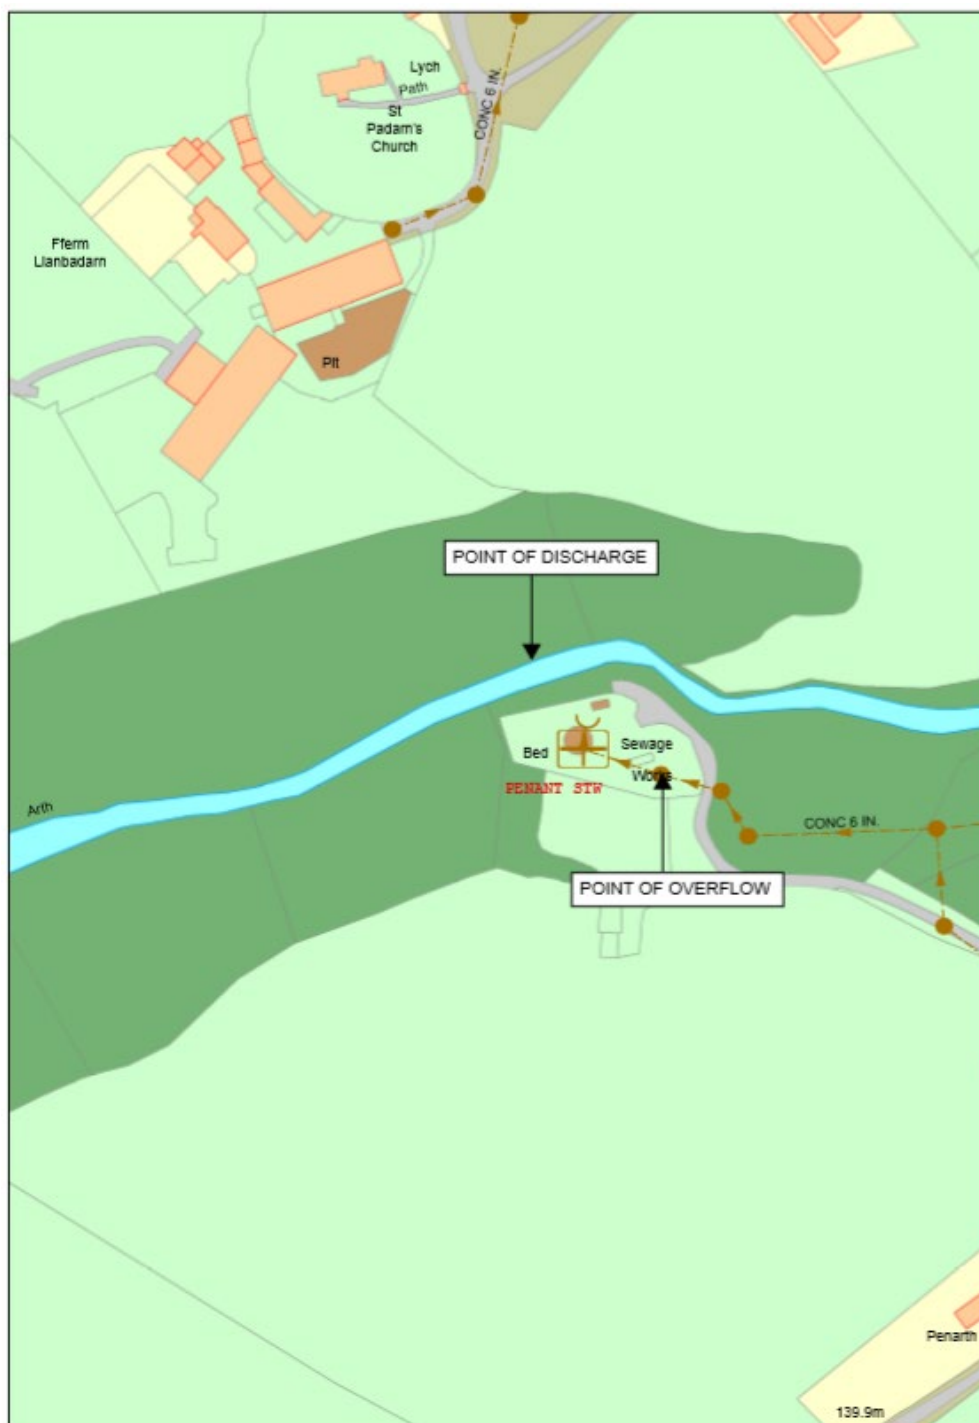 Lych
Path
CONC 6 IN.
St
Padarn's
Church
Fferm
Llanbadarn
Pit
POINT OF DISCHARGE
Bed
Sewage
Works
PENANT STW
Arth
CONC 6 IN.
POINT OF OVERFLOW
Penarth
139.9m